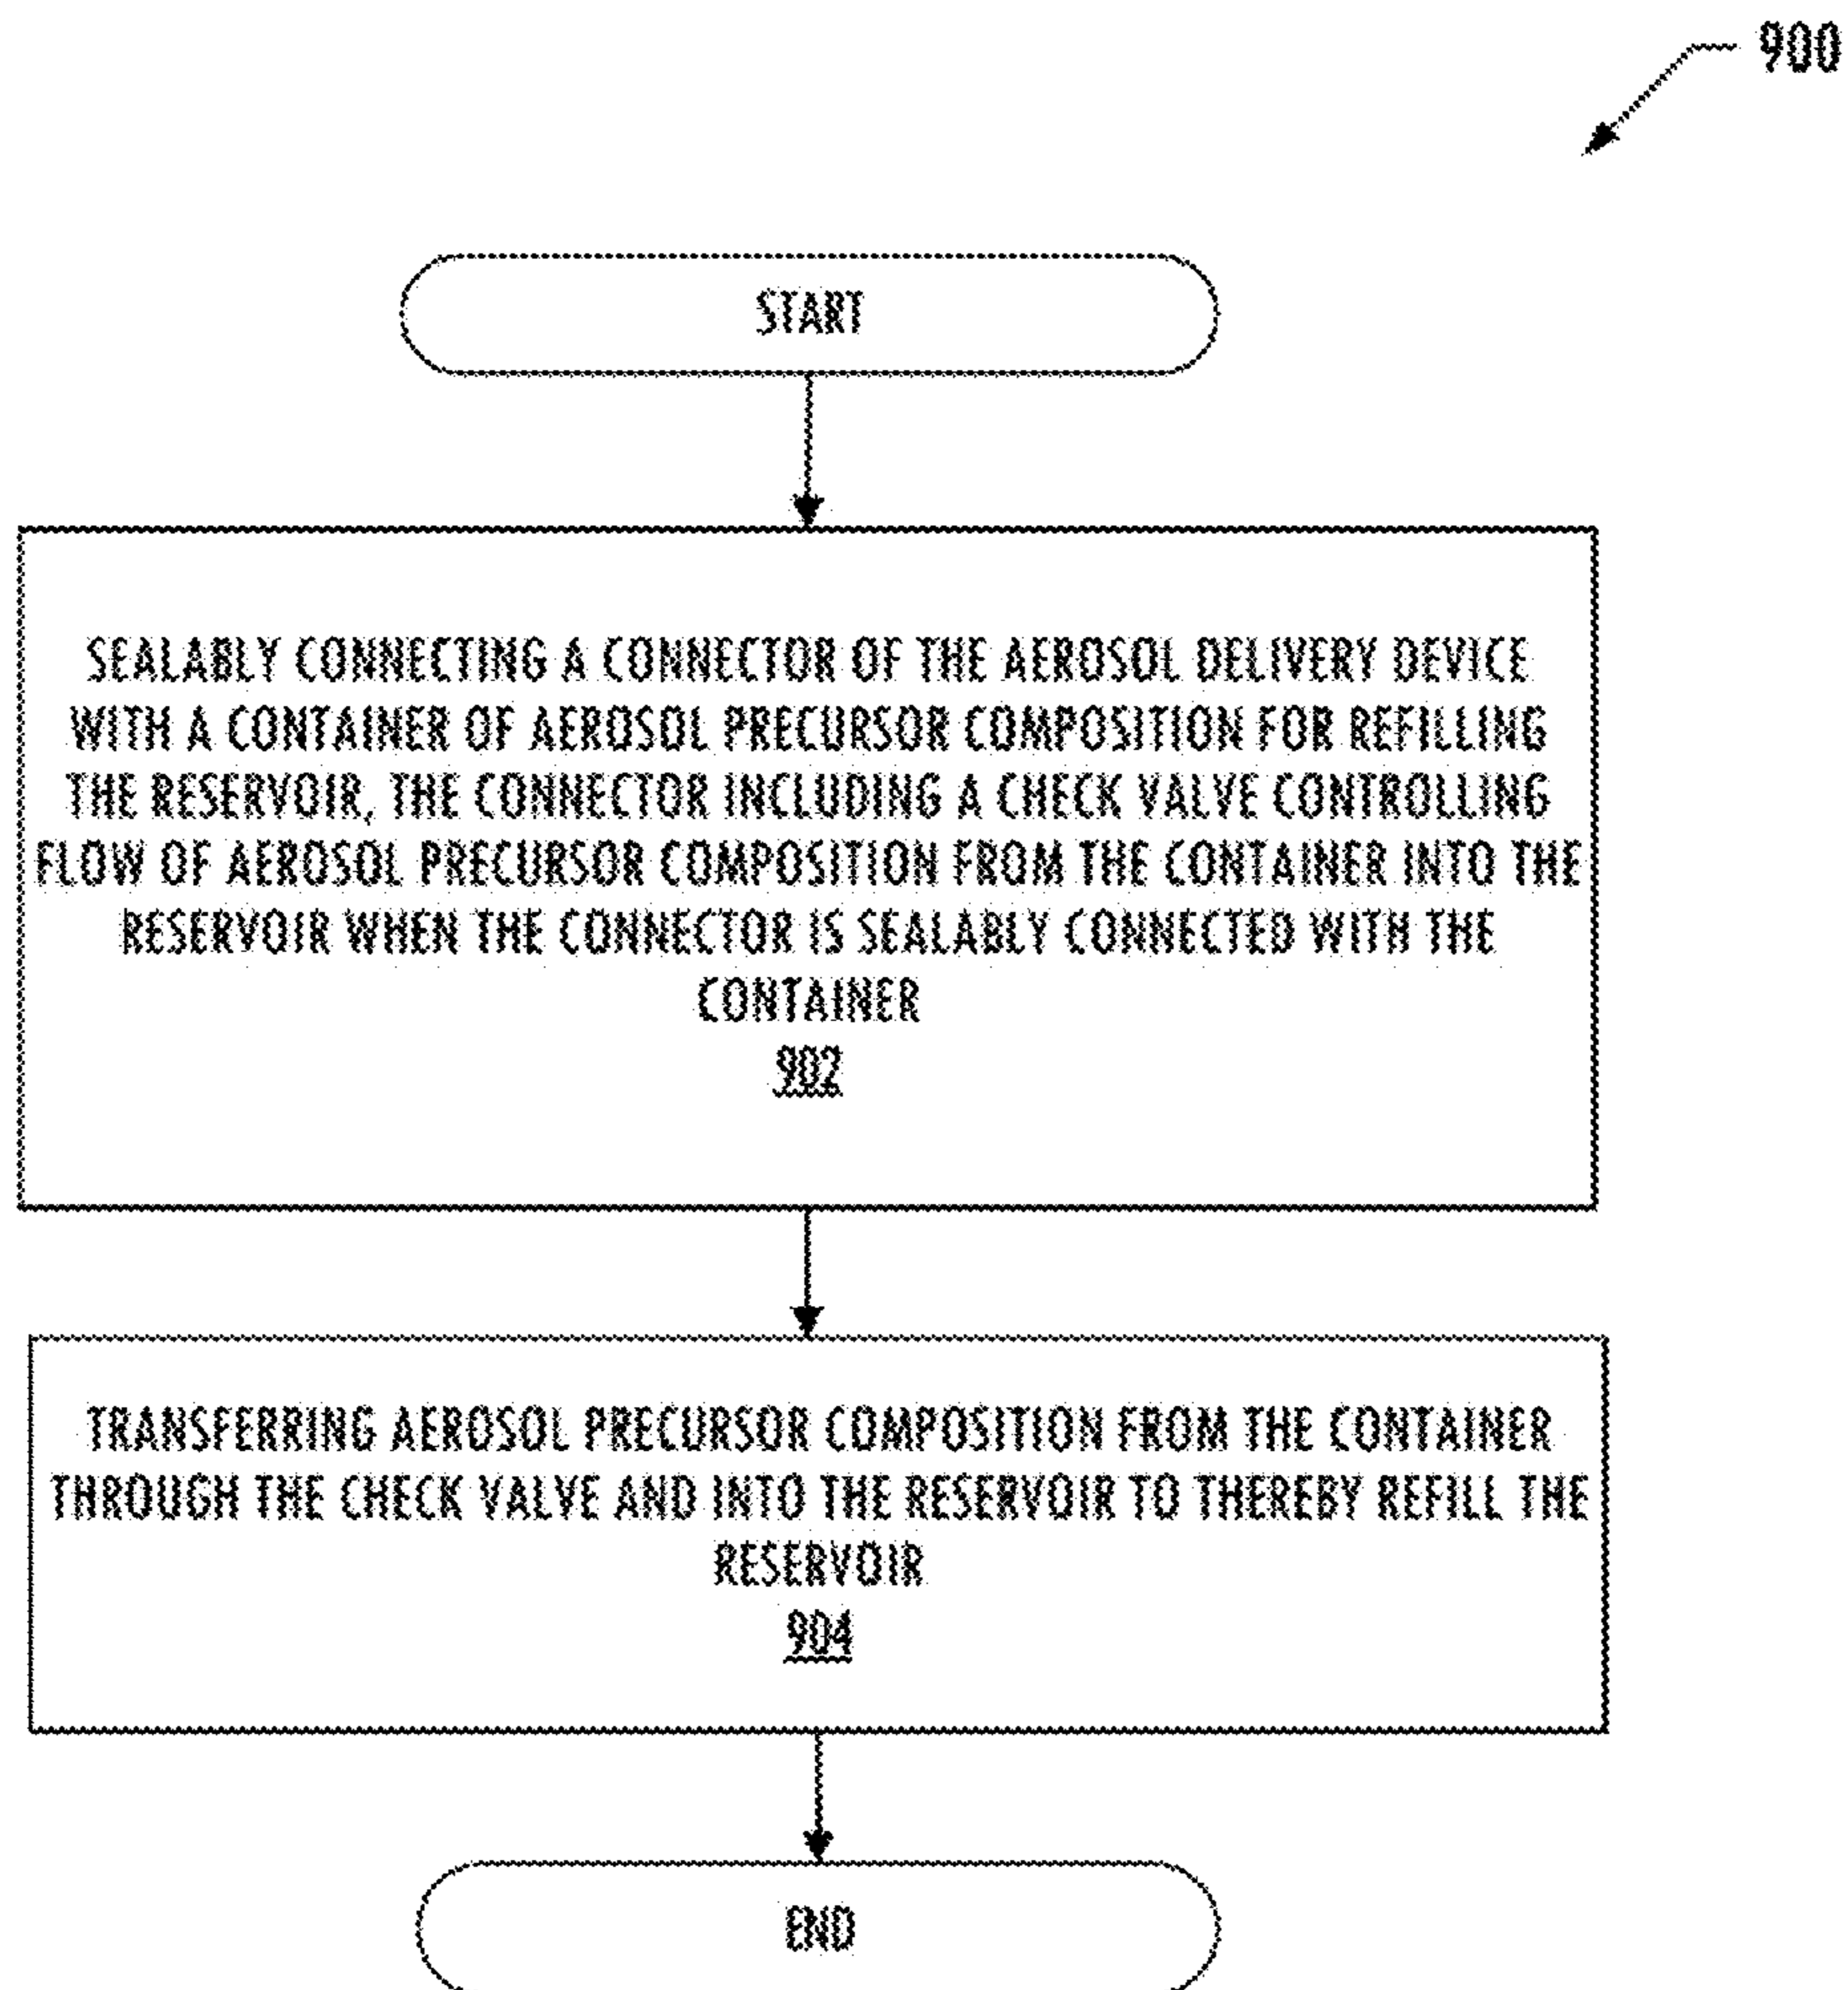 900
START
SEALABLY CONNECTING A CONNECTOR OF THE AEROSOL DELIVERY DEVICE
WITH A CONTAINER OF AEROSOL PRECURSOR COMPOSITION FOR REFILLING
THE RESERVOIR, THE CONNECTOR INCLUDING A CHECK VALVE CONTROLLING
FLOW OF AEROSOL PRECURSOR COMPOSITION FROM THE CONTAINER INTO THE
RESERVOIR WHEN THE CONNECTOR IS SEALABLY CONNECTED WITH THE
CONTAINER
902
TRANSFERRING AEROSOL PRECURSOR COMPOSITION FROM THE CONTAINER
THROUGH THE CHECK VALVE AND INTO THE RESERVOIR TO THEREBY REFILL THE
RESERVOIR
904
END